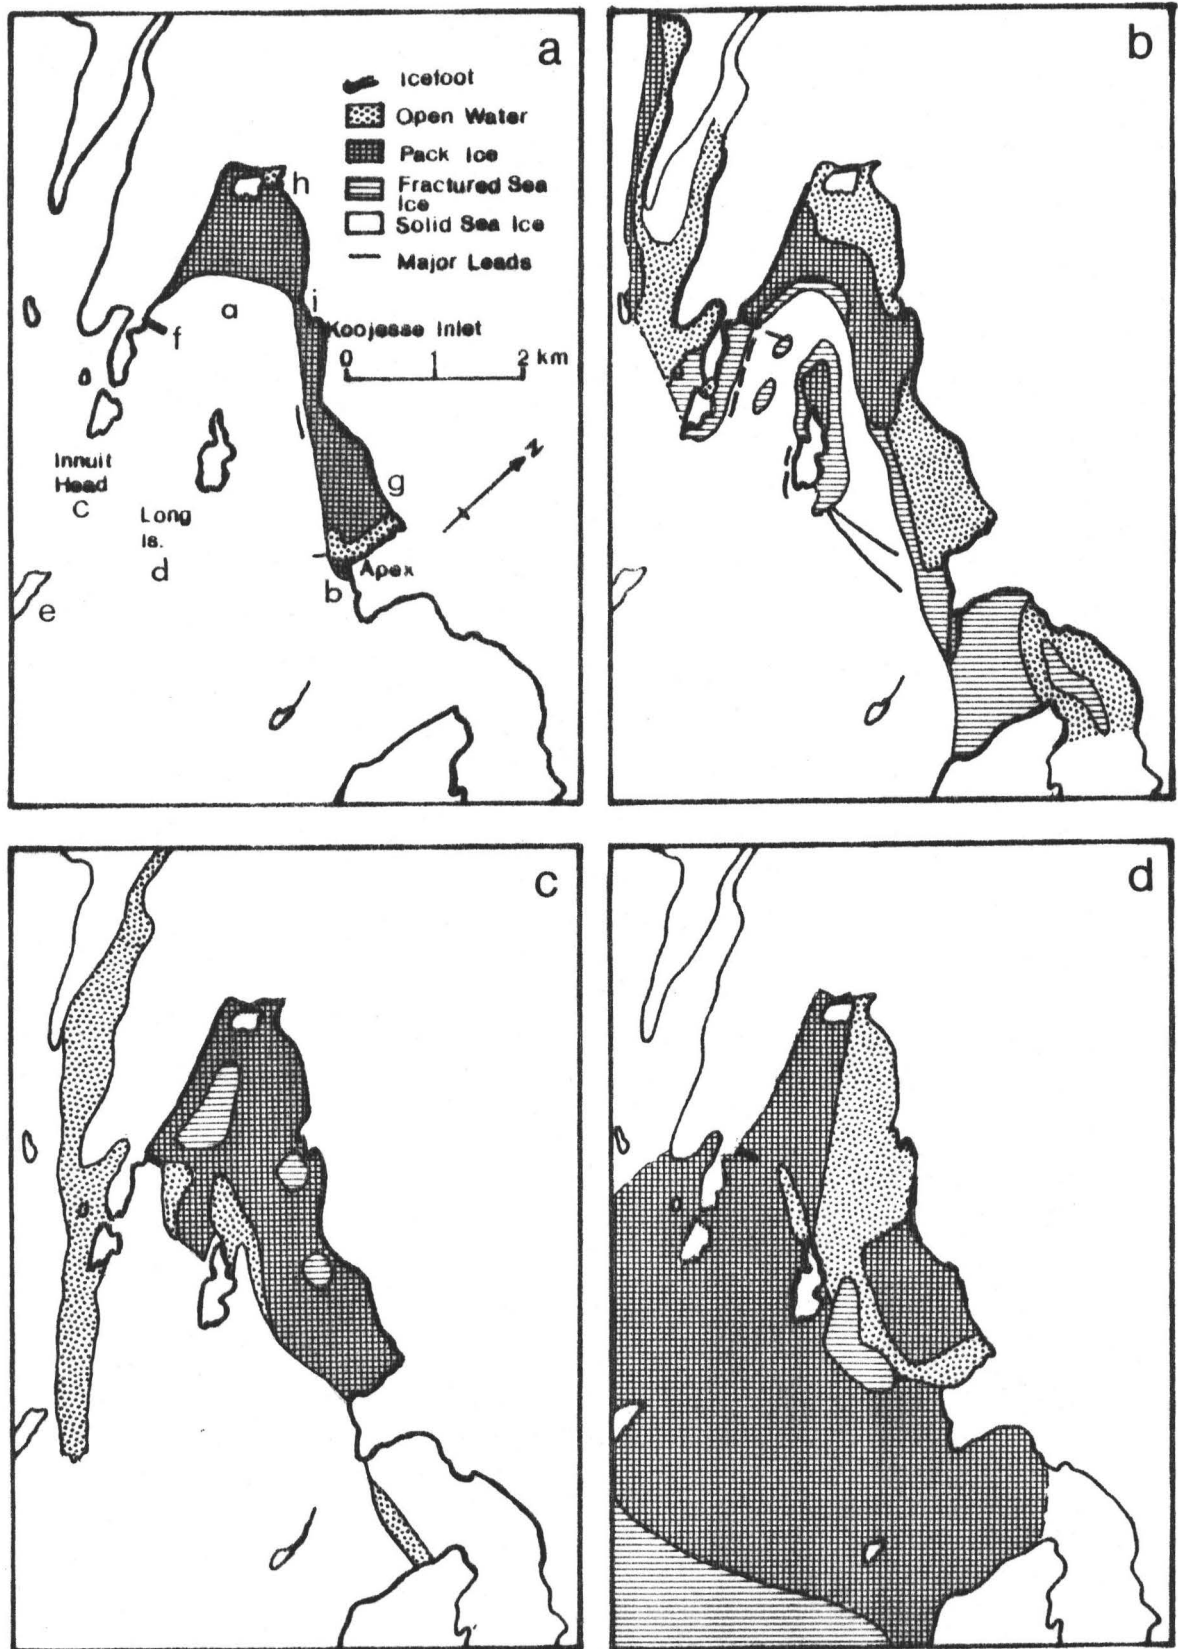 a
Icefoot
Open Water
Pack Ice
Fractured Sea
Ice
Solid Sea Ice
Major Leads
h
a
i
f
Koojesse Inlet
0 1 2 km
Innuit
Head
c
Long
Is.
d
e
g
N
Apex
b
b
c
d